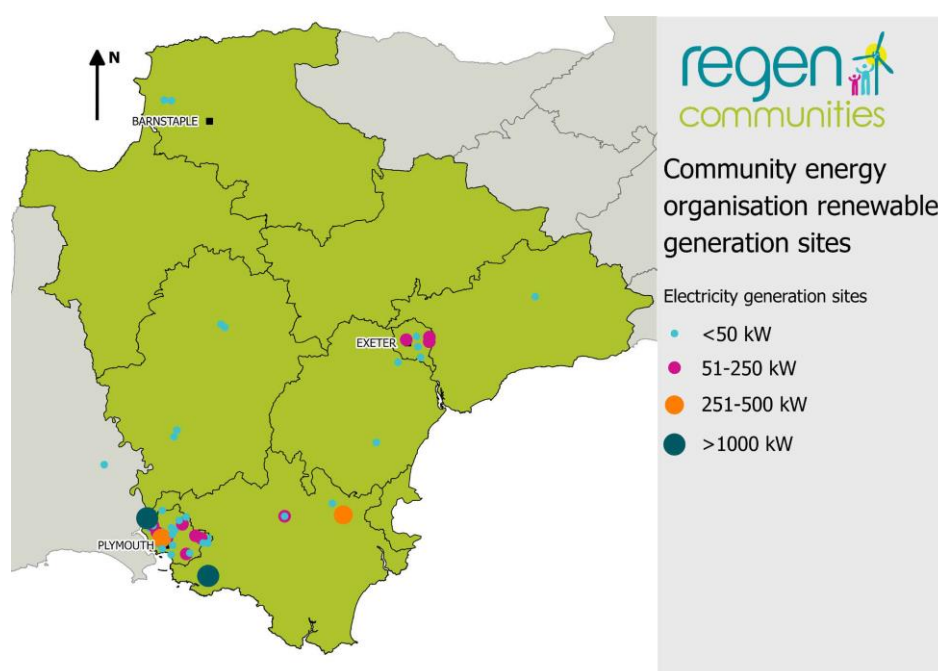 N
BARNSTAPLE
EXETER
PLYMOUTH
regen
communities
Community energy
organisation renewable
generation sites
Electricity generation sites
<50 kW
51-250 kW
251-500 kW
>1000 kW